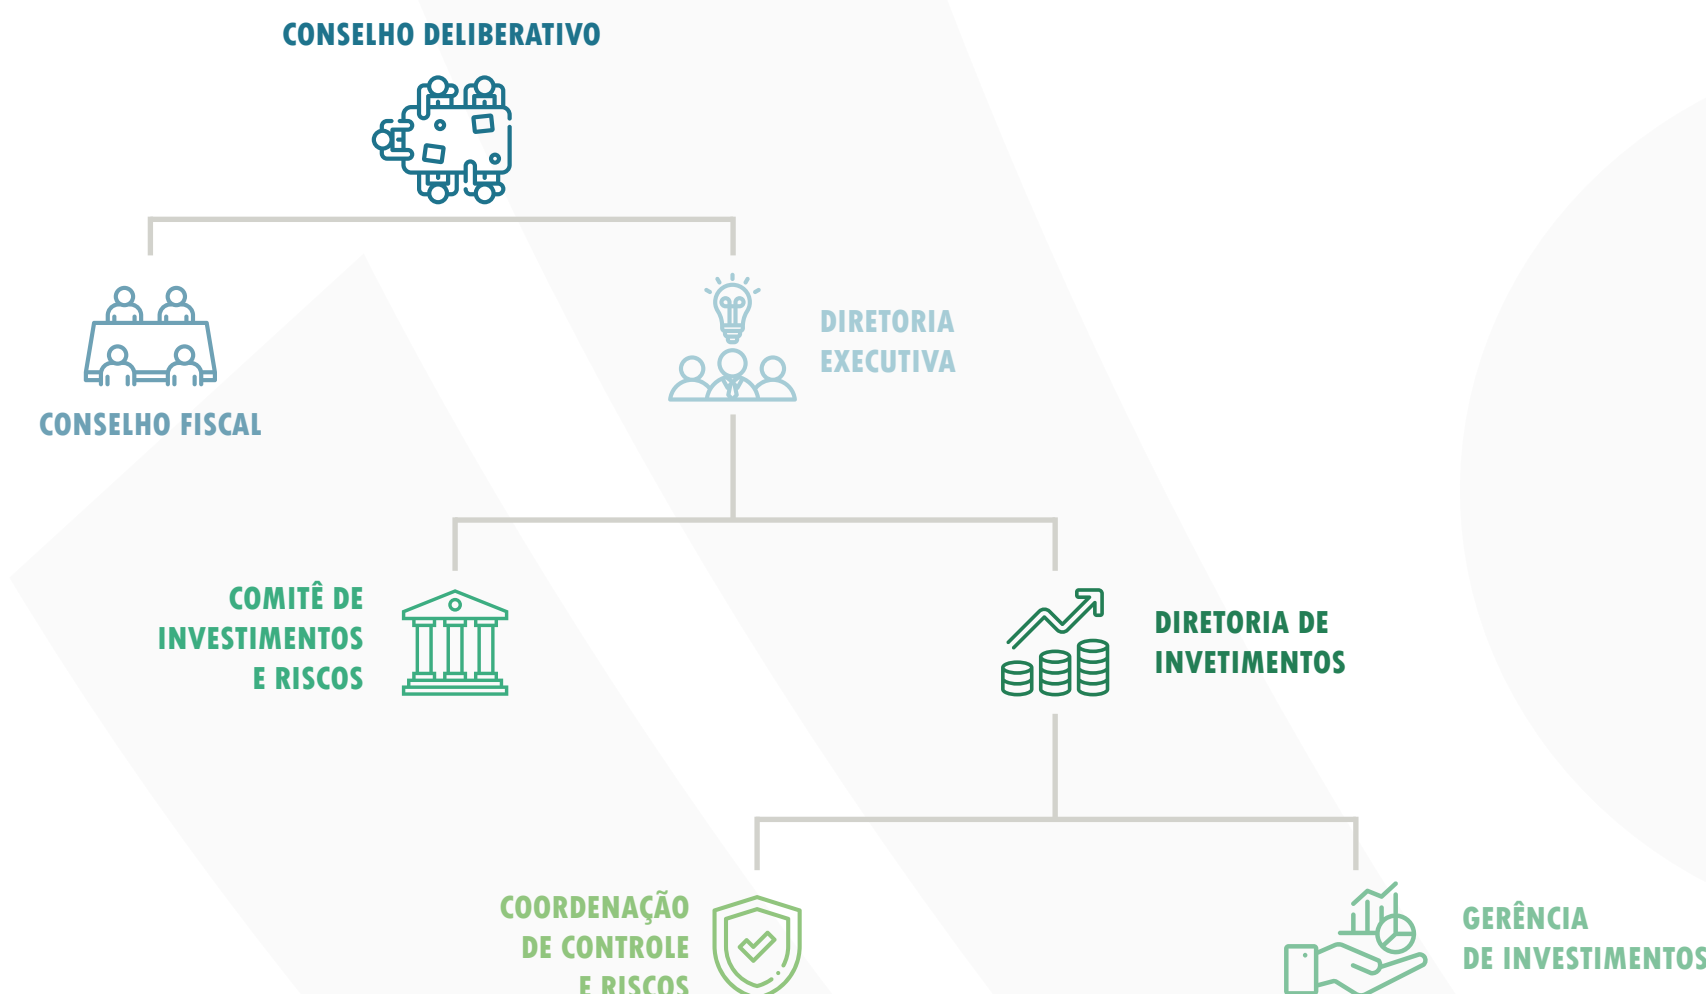 CONSELHO DELIBERATIVO
DIRETORIA
EXECUTIVA
CONSELHO FISCAL
COMITÊ DE
INVESTIMENTOS
E RISCOS
DIRETORIA DE
INVETIMENTOS
COORDENAÇÃO
DE CONTROLE
E RISCOS
GERÊNCIA
DE INVESTIMENTOS